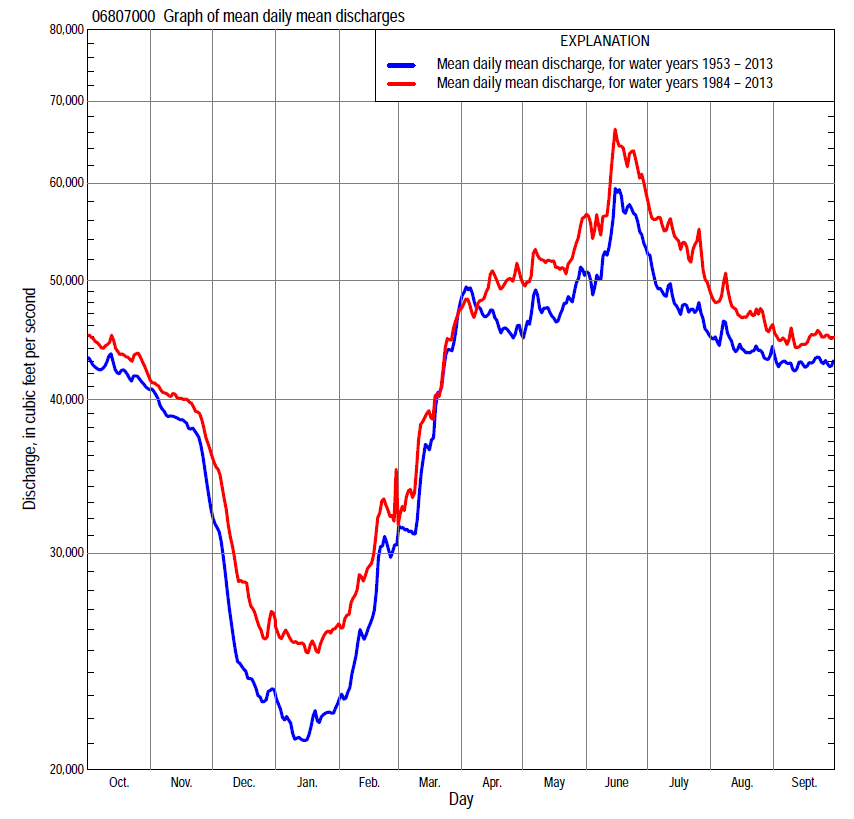 06807000 Graph of mean daily mean discharges
EXPLANATION
Mean daily mean discharge, for water years 1953 – 2013
Mean daily mean discharge, for water years 1984 – 2013
80,000
70,000
60,000
50,000
40,000
30,000
20,000
Discharge, in cubic feet per second
Oct. Nov. Dec. Jan. Feb. Mar. Apr. May June July Aug. Sept.
Day